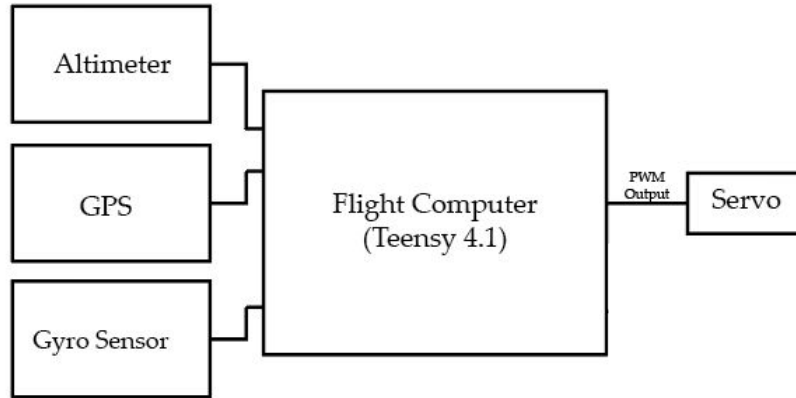 Altimeter
GPS
Gyro Sensor
Flight Computer
(Teensy 4.1)
PWM
Output
Servo